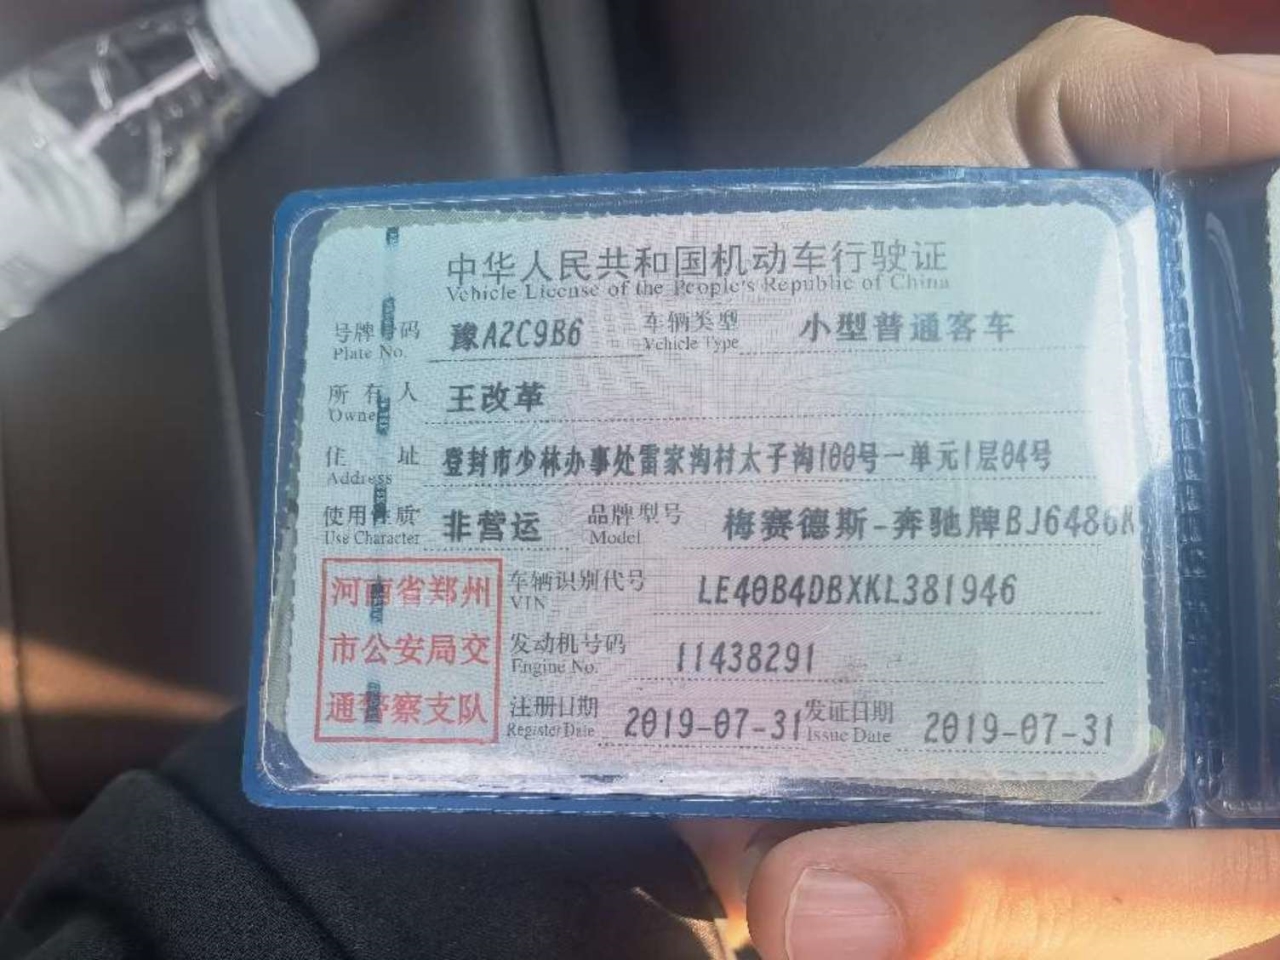 中华人民共和国机动车行驶证
Vehicle License of the People's Republic of China
号牌号码 豫A2C9B6 车辆类型 小型普通客车
Plate No. Vehicle Type
所有人 王改革
Owner
住址 登封市少林办事处雷家沟村太子沟100号一单元1层04号
Address
使用性质 非营运 品牌型号 梅赛德斯-奔驰牌BJ6486K
Use Character Model
河南省郑州
市公安局交
通警察支队
车辆识别代号 LE40B4DBXKL381946
VIN
发动机号码 11438291
Engine No.
注册日期 2019-07-31 发证日期 2019-07-31
Register Date Issue Date